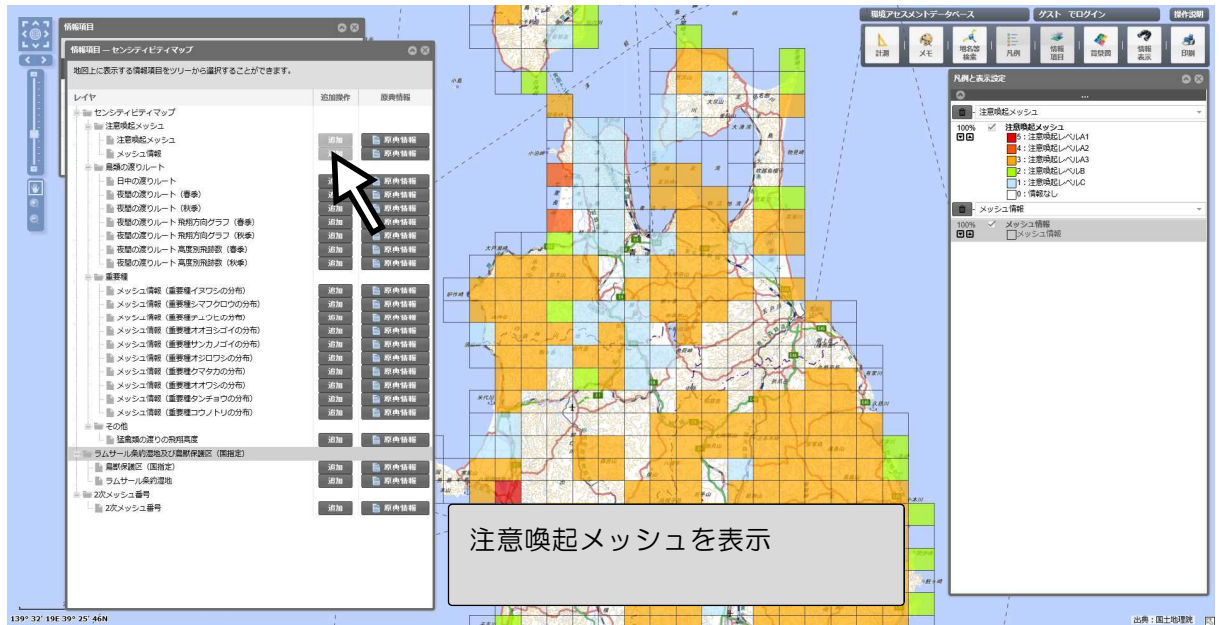 情報項目
情報項目 ― センシティビティマップ
地図上に表示する情報項目をツリーから選択することができます。
レイヤ 追加操作 原典情報
センシティビティマップ
注意喚起メッシュ
注意喚起メッシュ 追加 原典情報
メッシュ情報 原典情報
鳥類の渡りルート
日中の渡りルート 原典情報
夜間の渡りルート（春季） 原典情報
夜間の渡りルート（秋季） 原典情報
夜間の渡りルート 飛翔方向グラフ（春季） 原典情報
夜間の渡りルート 飛翔方向グラフ（秋季） 追加 原典情報
夜間の渡りルート 高度別飛跡数（春季） 追加 原典情報
夜間の渡りルート 高度別飛跡数（秋季） 追加 原典情報
重要種
メッシュ情報（重要種イヌワシの分布） 追加 原典情報
メッシュ情報（重要種シマフクロウの分布） 追加 原典情報
メッシュ情報（重要種チュウヒの分布） 追加 原典情報
メッシュ情報（重要種オオヨシゴイの分布） 追加 原典情報
メッシュ情報（重要種サンカノゴイの分布） 追加 原典情報
メッシュ情報（重要種オジロワシの分布） 追加 原典情報
メッシュ情報（重要種クマタカの分布） 追加 原典情報
メッシュ情報（重要種オオワシの分布） 追加 原典情報
メッシュ情報（重要種タンチョウの分布） 追加 原典情報
メッシュ情報（重要種コウノトリの分布） 追加 原典情報
その他
猛禽類の渡りの飛翔高度 追加 原典情報
ラムサール条約湿地及び鳥獣保護区（国指定）
鳥獣保護区（国指定） 追加 原典情報
ラムサール条約湿地 追加 原典情報
2次メッシュ番号
2次メッシュ番号 追加 原典情報
139° 32' 19E 39° 25' 46N
注意喚起メッシュを表示
環境アセスメントデータベース ゲスト でログイン 操作説明
計測 メモ 地名等検索 凡例 情報項目 背景図 情報表示 印刷
凡例と表示設定
...
注意喚起メッシュ
100% 注意喚起メッシュ
5：注意喚起レベルA1
4：注意喚起レベルA2
3：注意喚起レベルA3
2：注意喚起レベルB
1：注意喚起レベルC
0：情報なし
メッシュ情報
100% メッシュ情報
メッシュ情報
出典：国土地理院